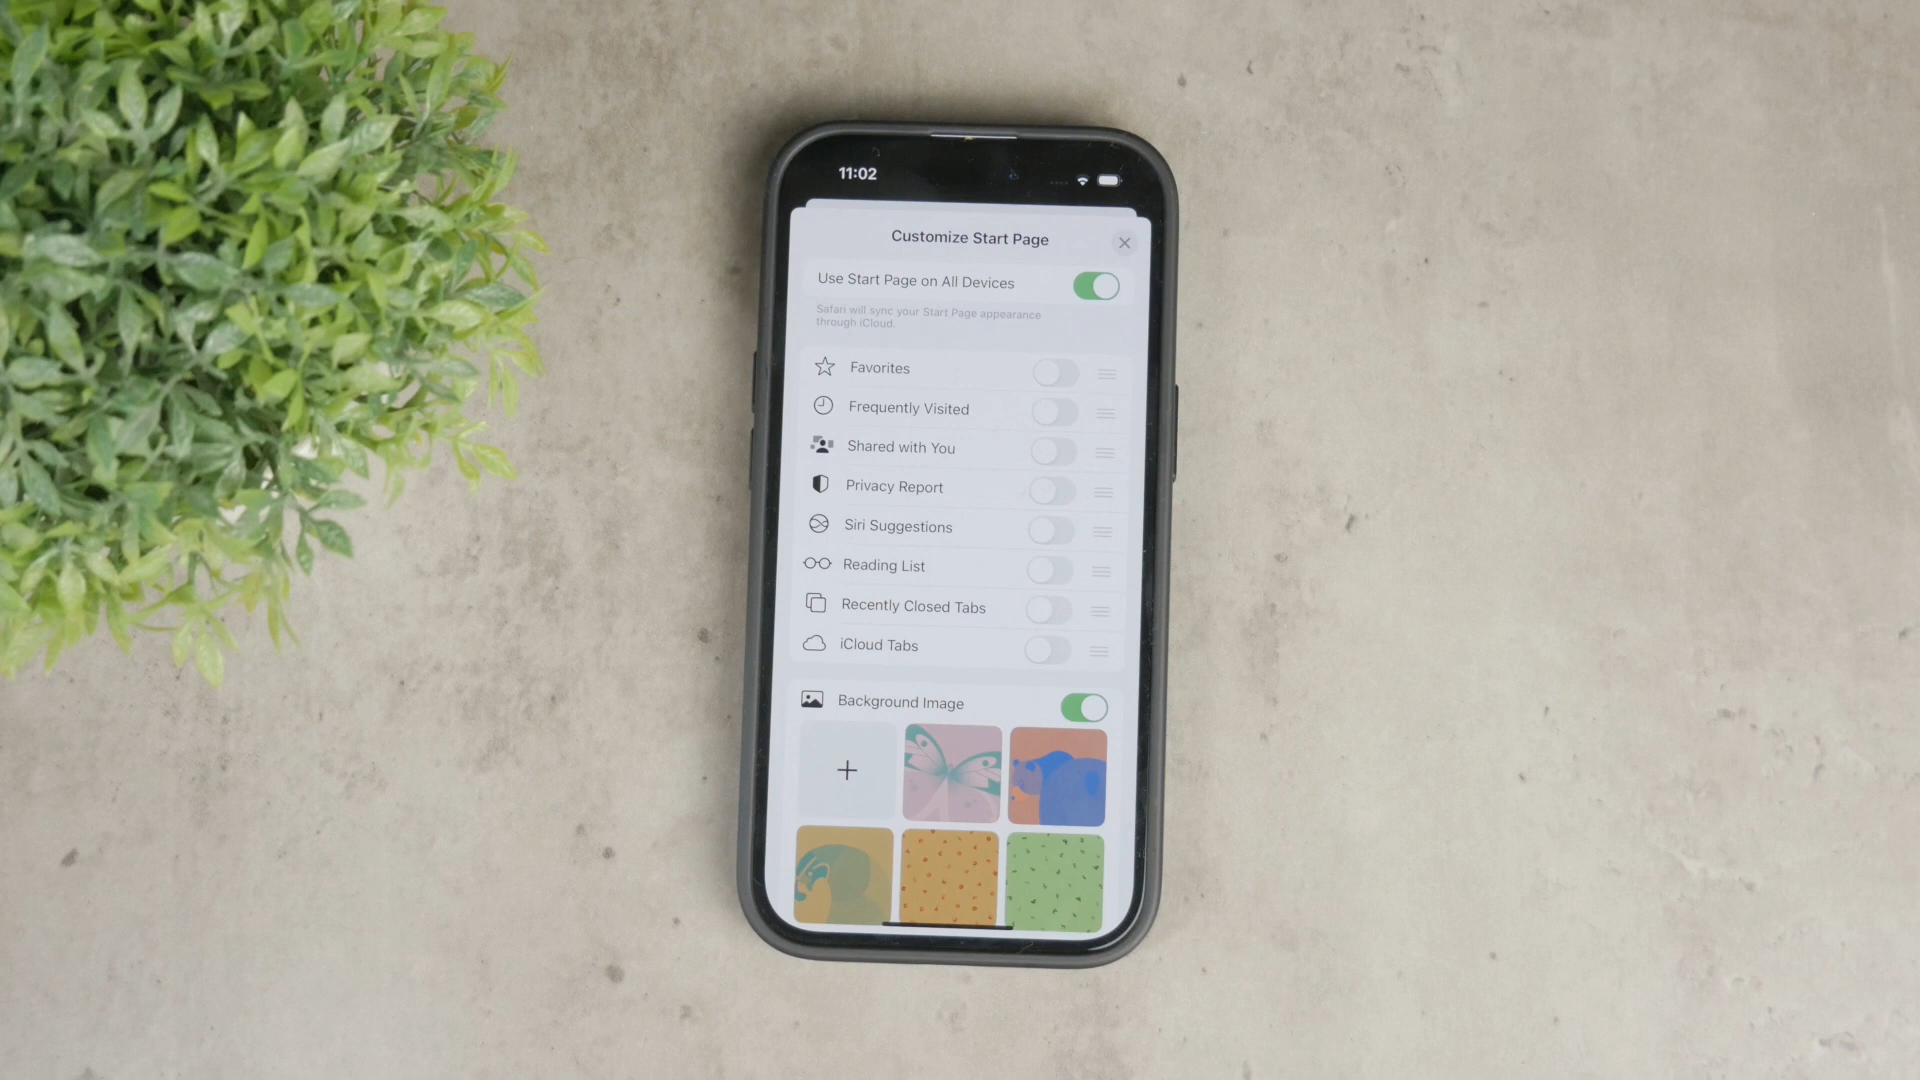 11:02
Customize Start Page
Use Start Page on All Devices
Safari will sync your Start Page appearance
through iCloud.
Favorites
Frequently Visited
Shared with You
Privacy Report
Siri Suggestions
Reading List
Recently Closed Tabs
iCloud Tabs
Background Image